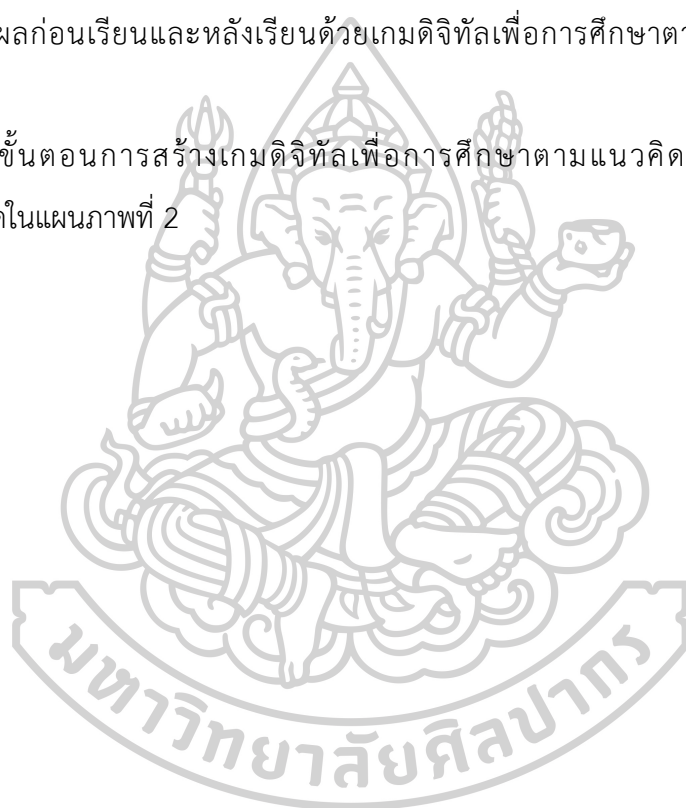 ผลก่อนเรียนและหลังเรียนด้วยเกมดิจิทัลเพื่อการศึกษาตา
ขั้นตอนการสร้างเกมดิจิทัลเพื่อการศึกษาตามแนวคิด
ในแผนภาพที่ 2
มหาวิทยาลัยศิลปากร